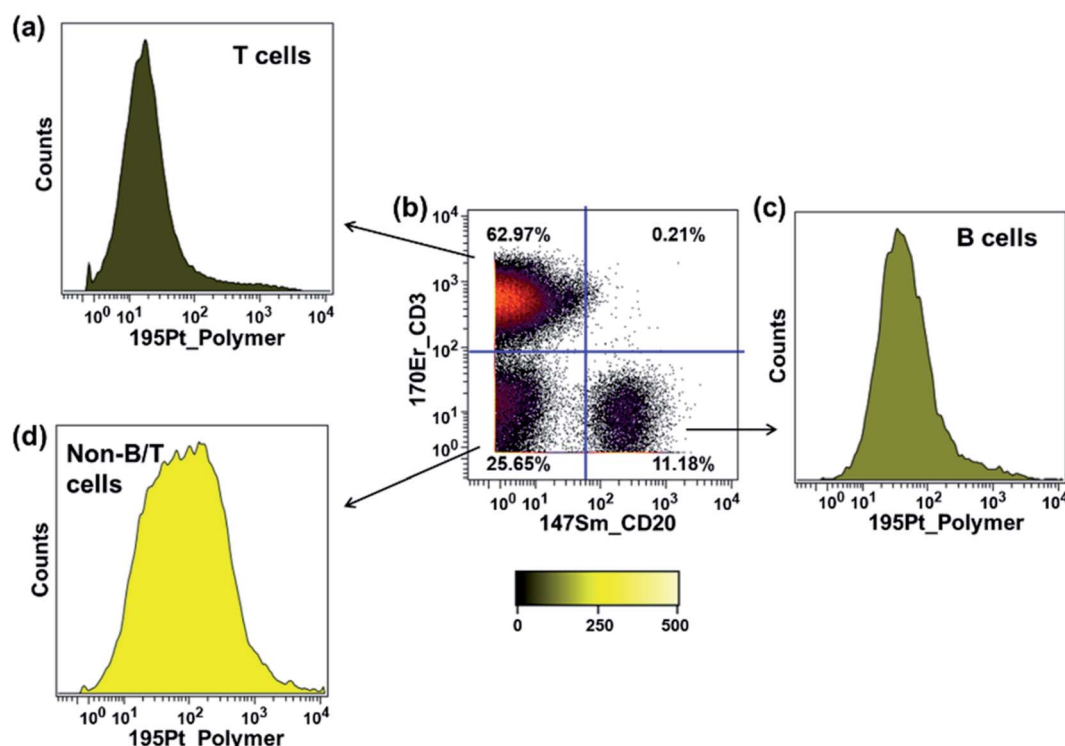 (a)
T cells
Counts
10⁰ 10¹ 10² 10³ 10⁴
195Pt_Polymer
(b)
10⁴
10³
10²
10¹
10⁰
170Er_CD3
62.97%
0.21%
25.65%
11.18%
10⁰ 10¹ 10² 10³ 10⁴
147Sm_CD20
(c)
B cells
Counts
10⁰ 10¹ 10² 10³ 10⁴
195Pt_Polymer
(d)
Non-B/T
cells
Counts
10⁰ 10¹ 10² 10³ 10⁴
195Pt_Polymer
0 250 500